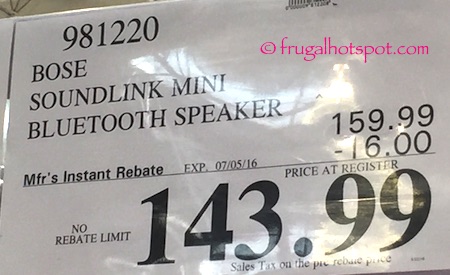 981220
© frugalhotspot.com
BOSE
SOUNDLINK MINI
BLUETOOTH SPEAKER
159.99
-16.00
Mfr's Instant Rebate EXP. 07/05/16
PRICE AT REGISTER
NO
REBATE LIMIT
143.99
Sales Tax on the pre rebate price